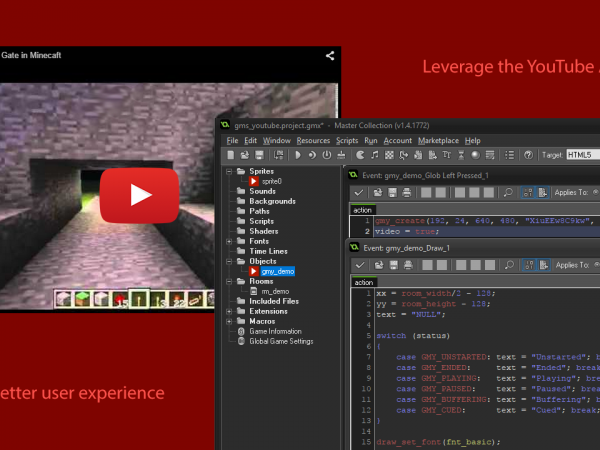 Gate in Minecaft
Leverage the YouTube
gms_youtube.project.gmx* - Master Collection (v1.4.1772)
File Edit Window Resources Scripts Run Account Marketplace Help
Target: HTML5
Sprites
sprite0
Sounds
Backgrounds
Paths
Scripts
Shaders
Fonts
Time Lines
Objects
gmy_demo
Rooms
rm_demo
Included Files
Extensions
Macros
Game Information
Global Game Settings
Event: gmy_demo_Glob Left Pressed_1
Applies To:
action
1 gmy_create(192, 24, 640, 480, "XiuEEw8C9kw",
2 video = true;
Event: gmy_demo_Draw_1
Applies To:
action
1 xx = room_width/2 - 128;
2 yy = room_height - 128;
3 text = "NULL";
4
5 switch (status)
6 {
7 case GMY_UNSTARTED: text = "Unstarted"; b
8 case GMY_ENDED: text = "Ended"; break
9 case GMY_PLAYING: text = "Playing"; break
10 case GMY_PAUSED: text = "Paused"; break
11 case GMY_BUFFERING: text = "Buffering"; b
12 case GMY_CUED: text = "Cued"; break;
13 }
14
15 draw_set_font(fnt_basic);
etter user experience